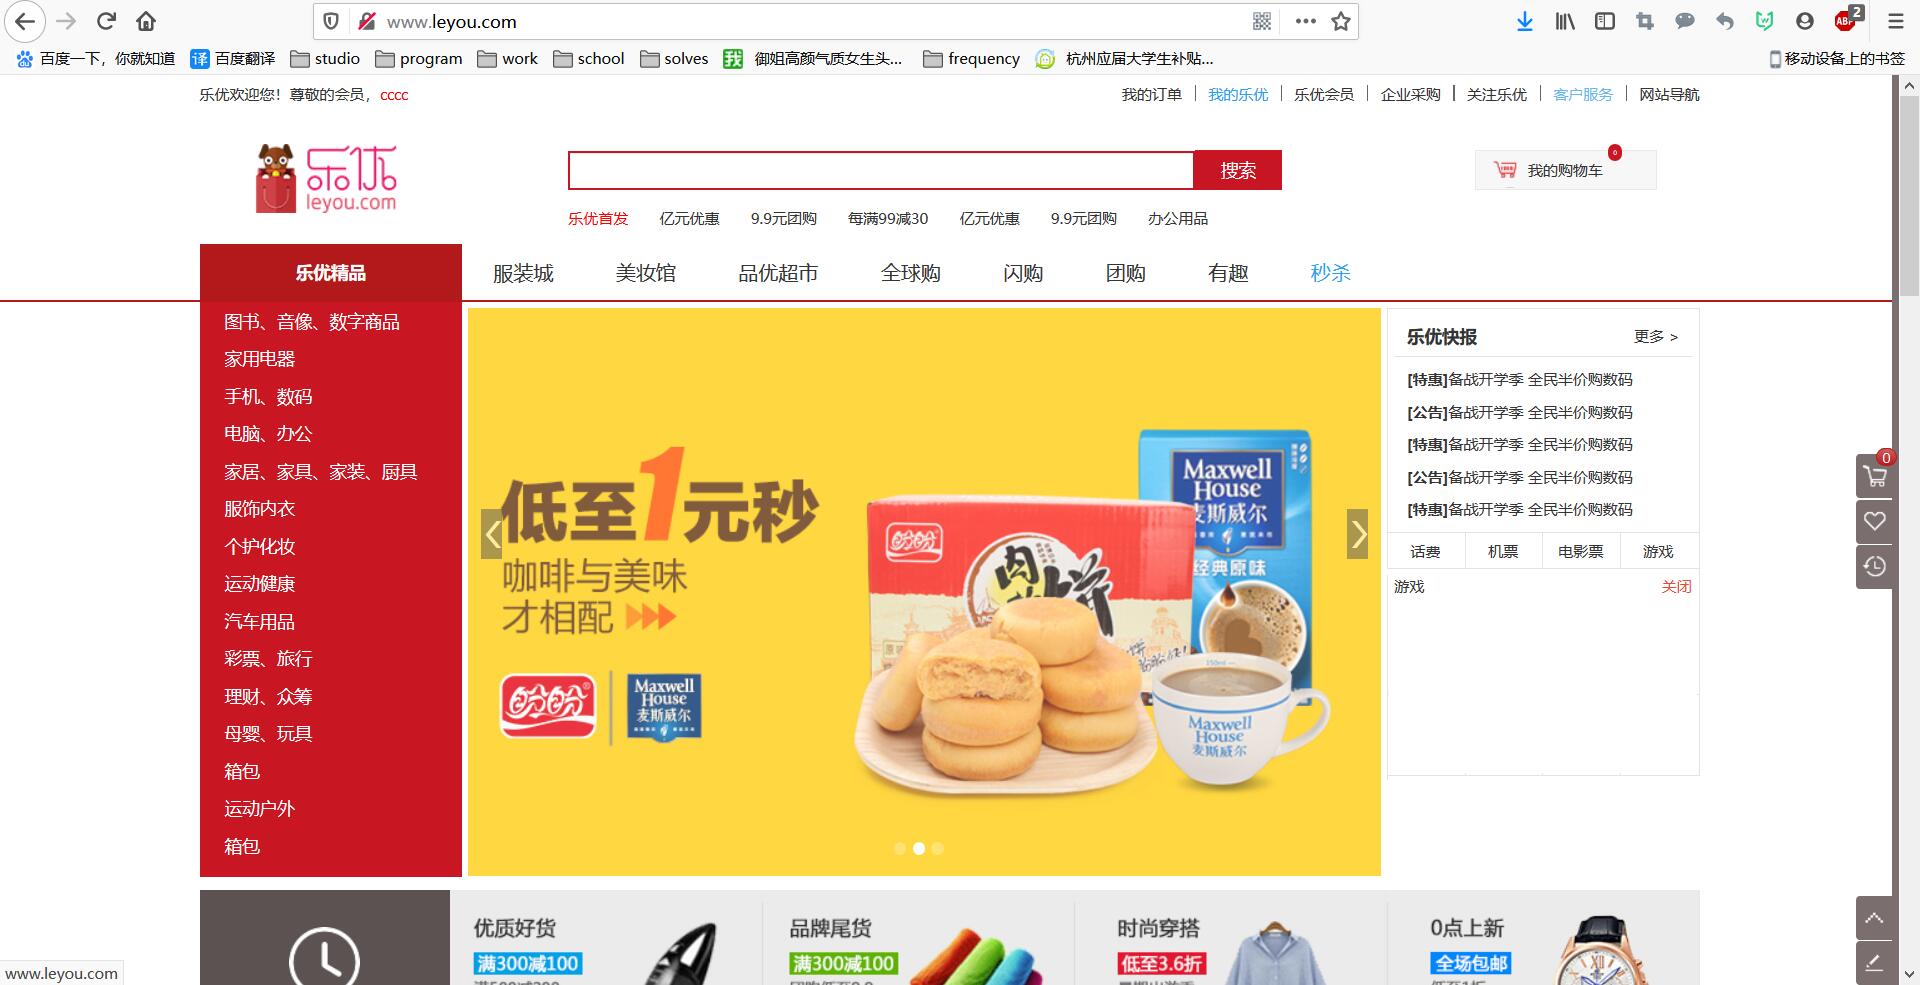 www.leyou.com
2
百度一下，你就知道 百度翻译 studio program work school solves 御姐高颜气质女生头... frequency 杭州应届大学生补贴... 移动设备上的书签
乐优欢迎您！尊敬的会员，cccc 我的订单 我的乐优 乐优会员 企业采购 关注乐优 客户服务 网站导航
乐优
leyou.com
搜索
我的购物车 0
乐优首发 亿元优惠 9.9元团购 每满99减30 亿元优惠 9.9元团购 办公用品
乐优精品 服装城 美妆馆 品优超市 全球购 闪购 团购 有趣 秒杀
图书、音像、数字商品
家用电器
手机、数码
电脑、办公
家居、家具、家装、厨具
服饰内衣
个护化妆
运动健康
汽车用品
彩票、旅行
理财、众筹
母婴、玩具
箱包
运动户外
箱包
低至1元秒
咖啡与美味
才相配
盼盼
Maxwell
House
麦斯威尔
盼盼
肉松饼
Maxwell
House
麦斯威尔
经典原味
150ml
Maxwell
House
麦斯威尔
乐优快报 更多 >
[特惠]备战开学季 全民半价购数码
[公告]备战开学季 全民半价购数码
[特惠]备战开学季 全民半价购数码
[公告]备战开学季 全民半价购数码
[特惠]备战开学季 全民半价购数码
话费 机票 电影票 游戏
游戏 关闭
0
优质好货 品牌尾货 时尚穿搭 0点上新
满300减100 满300减100 低至3.6折 全场包邮
www.leyou.com